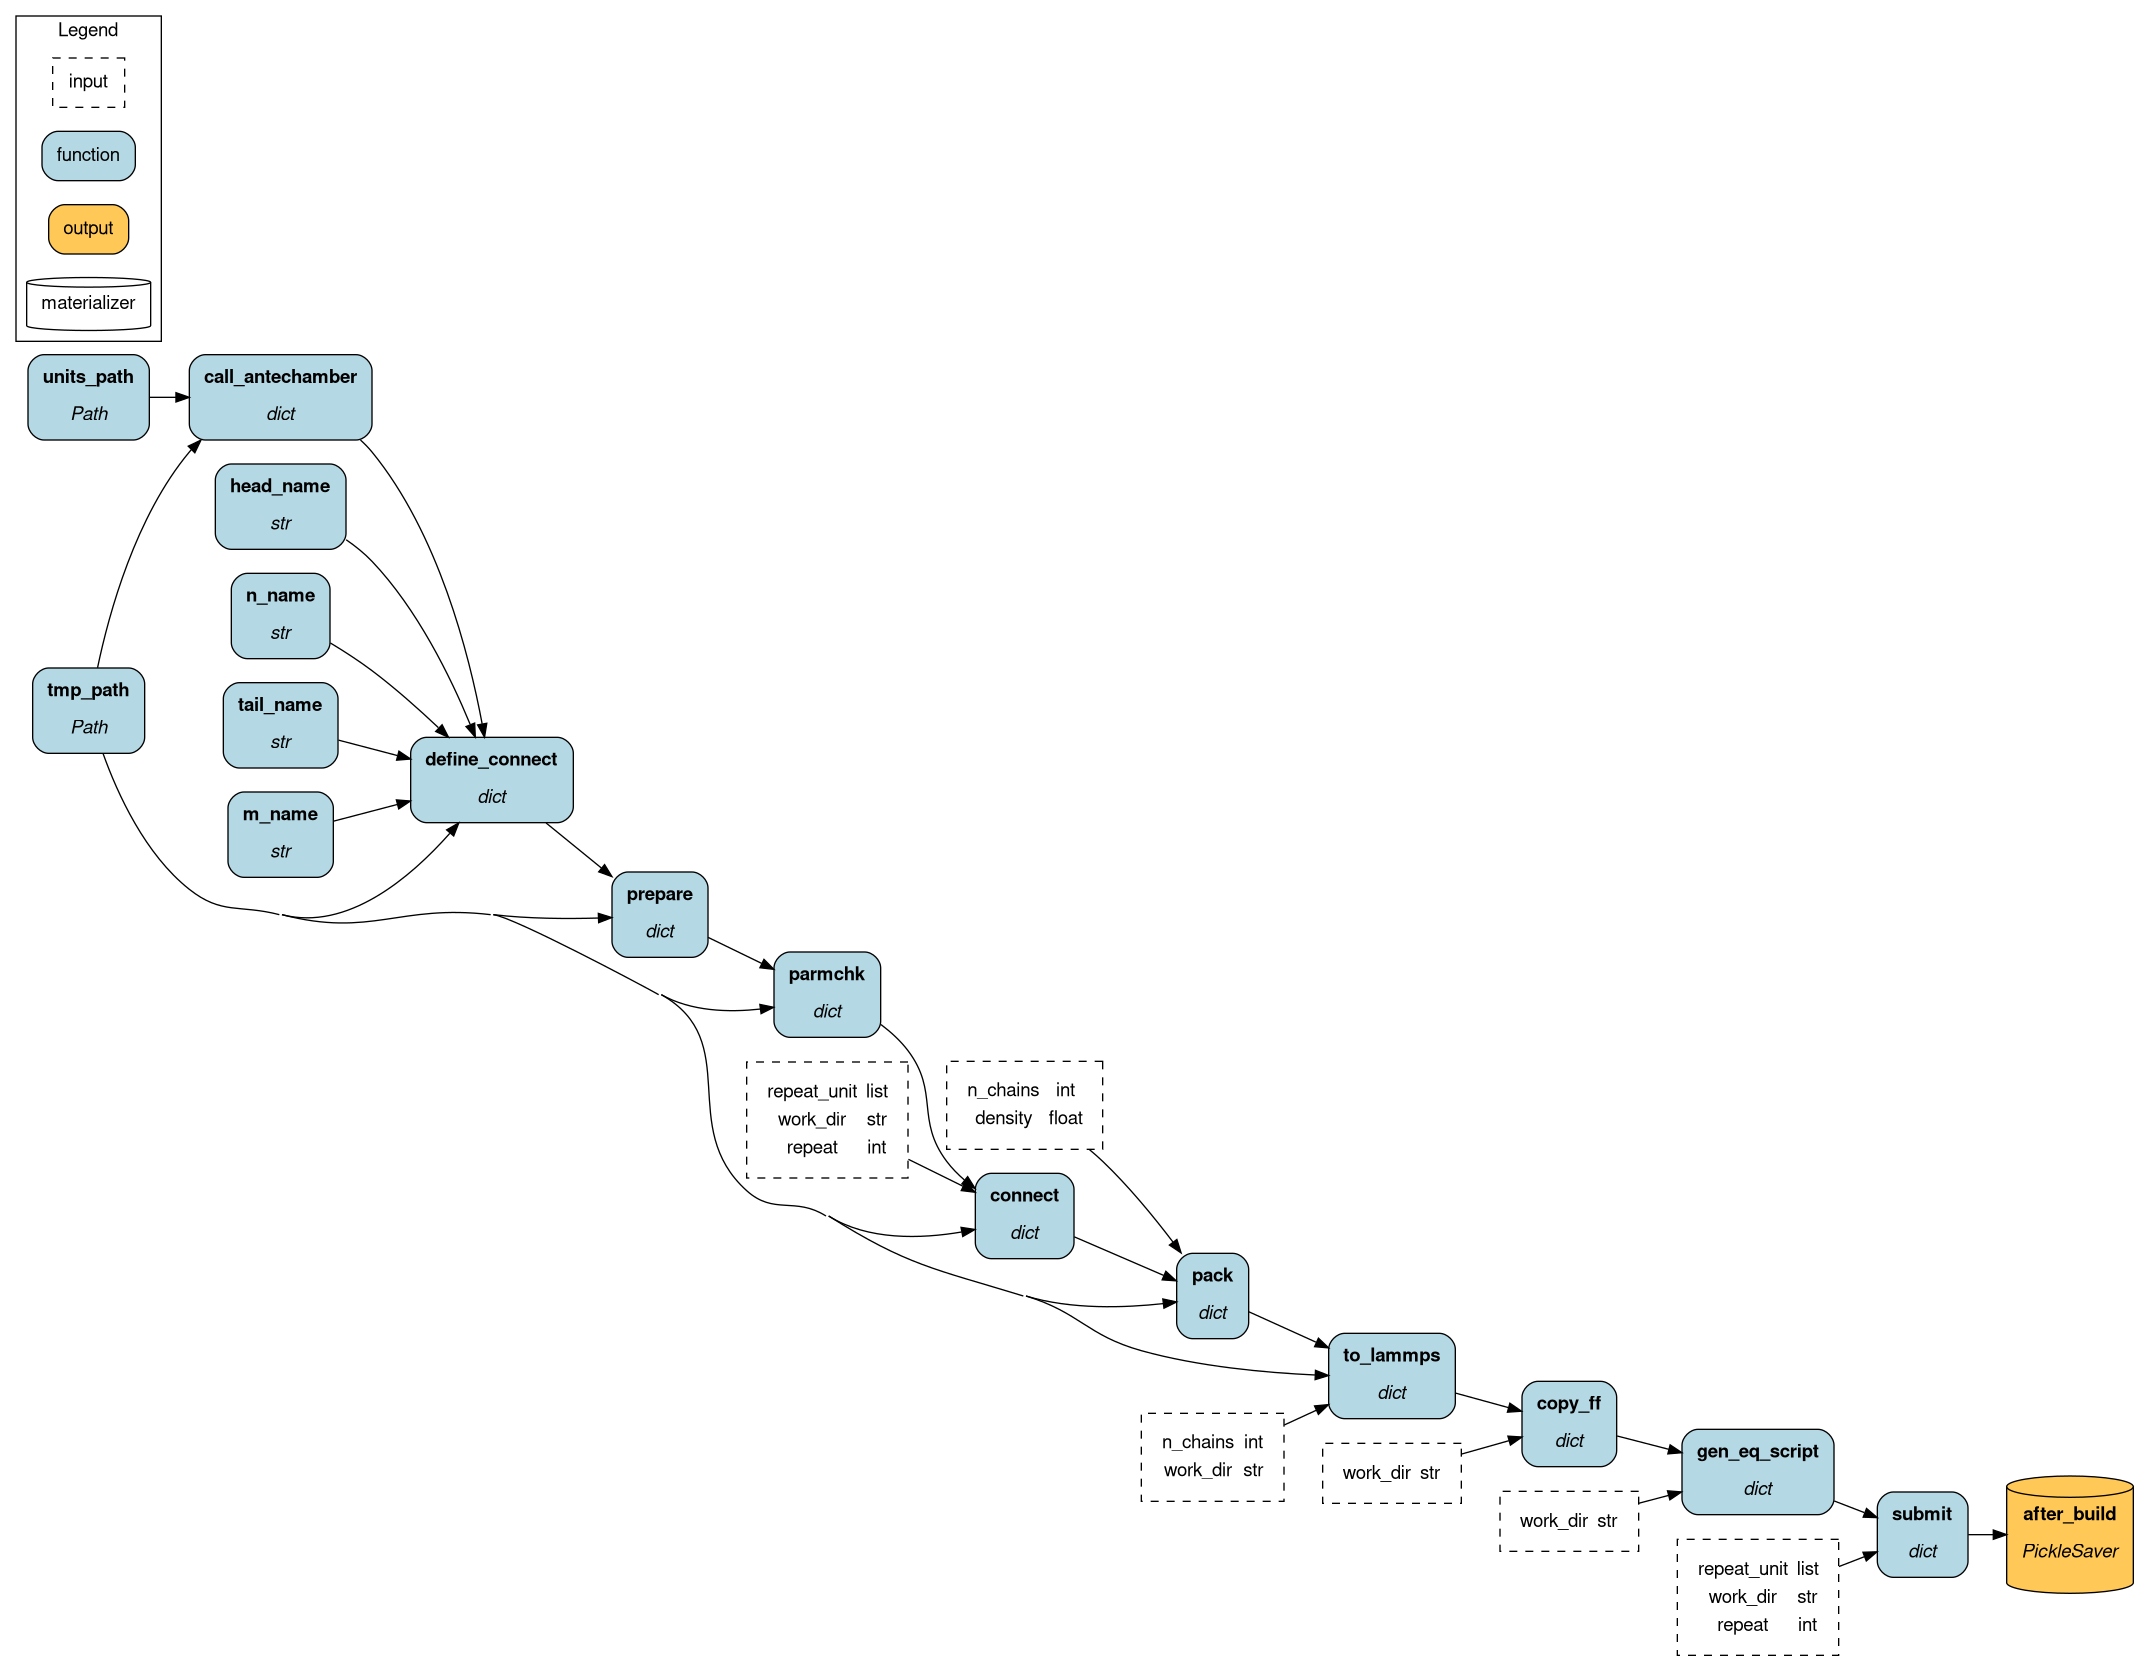 Legend
input
function
output
materializer
units_path
Path
call_antechamber
dict
head_name
str
n_name
str
tmp_path
Path
tail_name
str
m_name
str
define_connect
dict
prepare
dict
parmchk
dict
repeat_unit list
work_dir str
repeat int
n_chains int
density float
connect
dict
pack
dict
to_lammps
dict
n_chains int
work_dir str
copy_ff
dict
work_dir str
gen_eq_script
dict
work_dir str
submit
dict
repeat_unit list
work_dir str
repeat int
after_build
PickleSaver